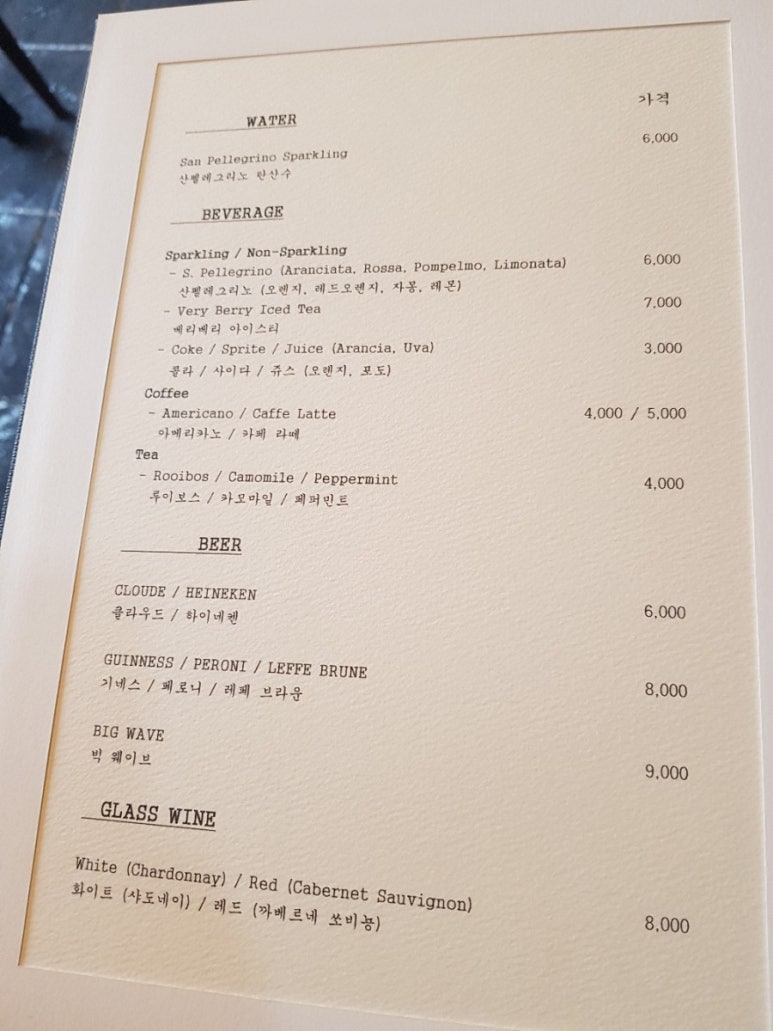 가격
WATER
San Pellegrino Sparkling 6,000
산펠레그리노 탄산수
BEVERAGE
Sparkling / Non-Sparkling
- S. Pellegrino (Aranciata, Rossa, Pompelmo, Limonata) 6,000
산펠레그리노 (오렌지, 레드오렌지, 자몽, 레몬)
- Very Berry Iced Tea 7,000
베리베리 아이스티
- Coke / Sprite / Juice (Arancia, Uva) 3,000
콜라 / 사이다 / 쥬스 (오렌지, 포도)
Coffee
- Americano / Caffe Latte 4,000 / 5,000
아메리카노 / 카페 라떼
Tea
- Rooibos / Camomile / Peppermint 4,000
루이보스 / 카모마일 / 페퍼민트
BEER
CLOUDE / HEINEKEN
클라우드 / 하이네켄 6,000
GUINNESS / PERONI / LEFFE BRUNE
기네스 / 페로니 / 레페 브라운 8,000
BIG WAVE
빅 웨이브 9,000
GLASS WINE
White (Chardonnay) / Red (Cabernet Sauvignon)
화이트 (샤도네이) / 레드 (까베르네 쏘비뇽) 8,000